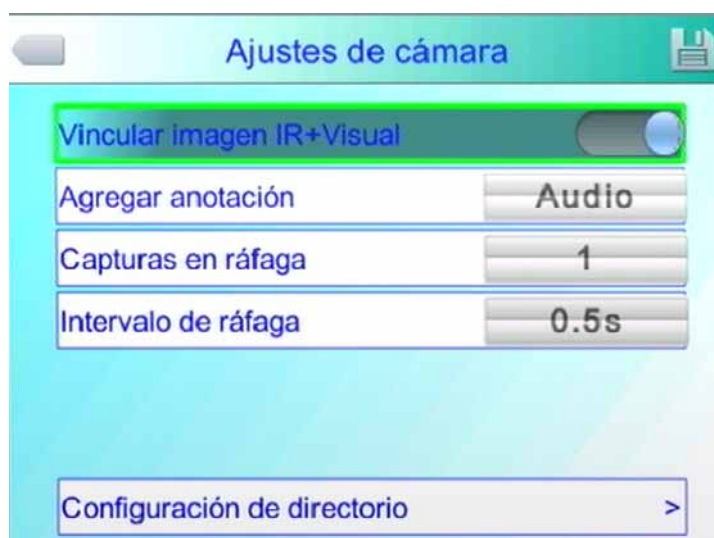 Ajustes de cámara
Vincular imagen IR+Visual
Agregar anotación Audio
Capturas en ráfaga 1
Intervalo de ráfaga 0.5s
Configuración de directorio >